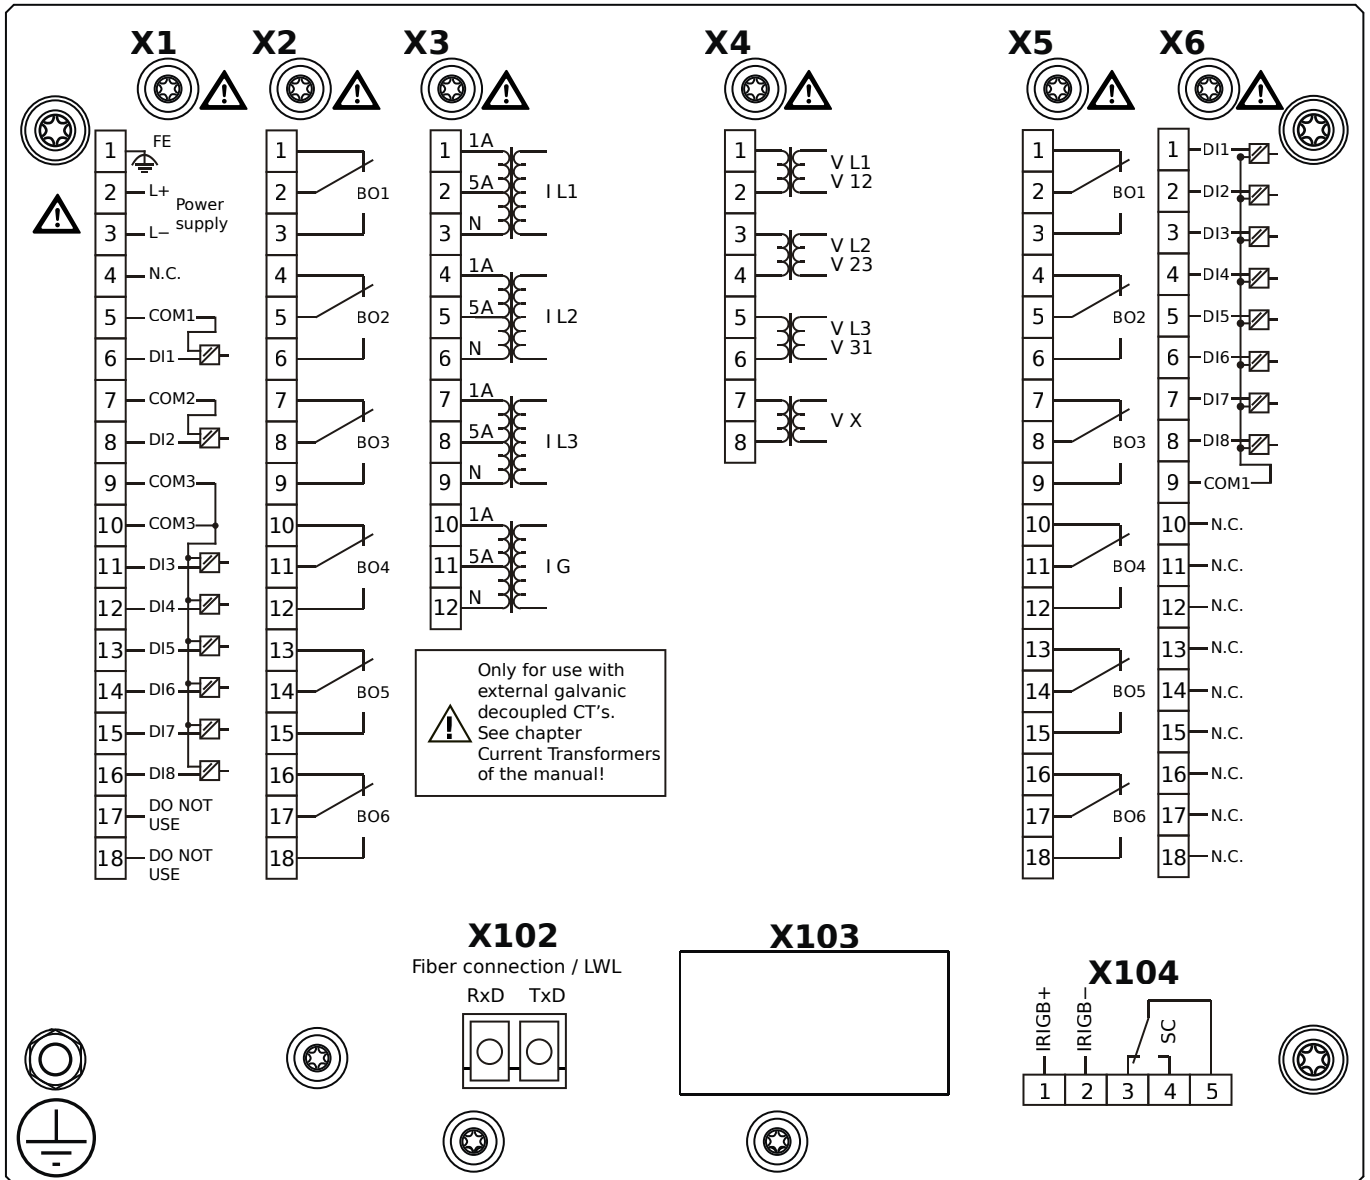 X1
1
FE
2
L+
Power
supply
3
L−
4
N.C.
5
COM1
6
DI1
7
COM2
8
DI2
9
COM3
10
COM3
11
DI3
12
DI4
13
DI5
14
DI6
15
DI7
16
DI8
17
DO NOT
USE
18
DO NOT
USE
X2
1
2
BO1
3
4
5
BO2
6
7
8
BO3
9
10
11
BO4
12
13
14
BO5
15
16
17
BO6
18
X3
1
1A
2
5A
I L1
3
N
4
1A
5
5A
I L2
6
N
7
1A
8
5A
I L3
9
N
10
1A
11
5A
I G
12
N
Only for use with
external galvanic
decoupled CT's.
See chapter
Current Transformers
of the manual!
X4
1
V L1
2
V 12
3
V L2
4
V 23
5
V L3
6
V 31
7
V X
8
X5
1
2
BO1
3
4
5
BO2
6
7
8
BO3
9
10
11
BO4
12
13
14
BO5
15
16
17
BO6
18
X6
1
DI1
2
DI2
3
DI3
4
DI4
5
DI5
6
DI6
7
DI7
8
DI8
9
COM1
10
N.C.
11
N.C.
12
N.C.
13
N.C.
14
N.C.
15
N.C.
16
N.C.
17
N.C.
18
N.C.
X102
Fiber connection / LWL
RxD TxD
X103
X104
IRIGB+
IRIGB−
SC
1 2 3 4 5